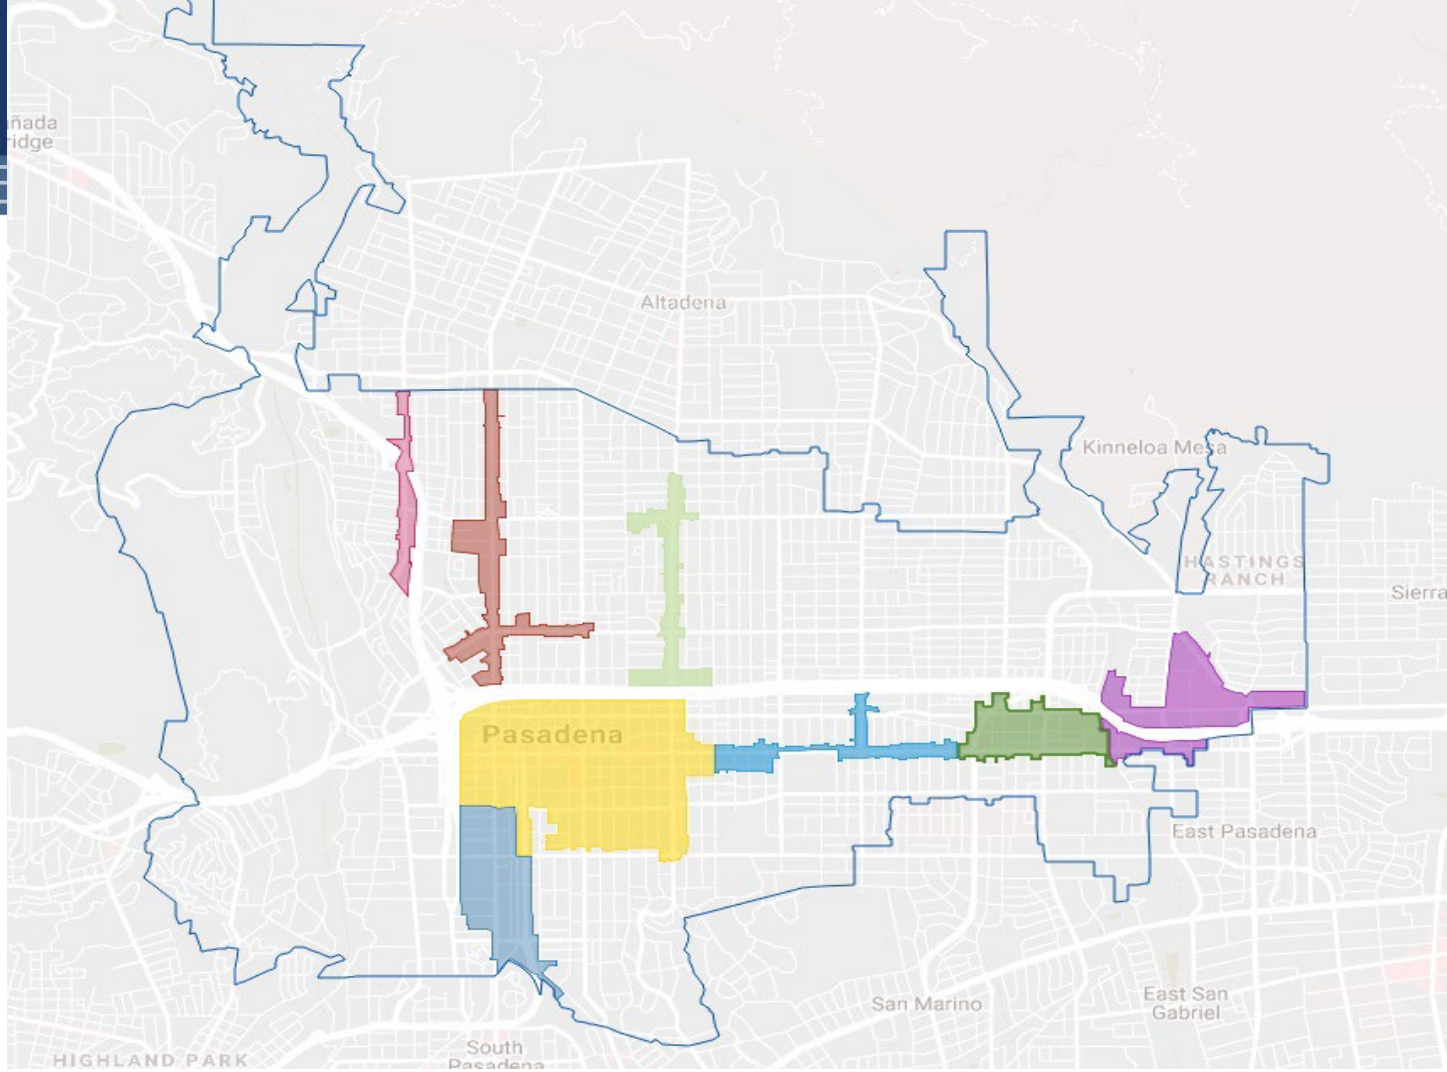 ñada
ridge
Altadena
Kinneloa Mesa
HASTINGS
RANCH
Sierra
Pasadena
East Pasadena
San Marino
East San
Gabriel
South
Pasadena
HIGHLAND PARK